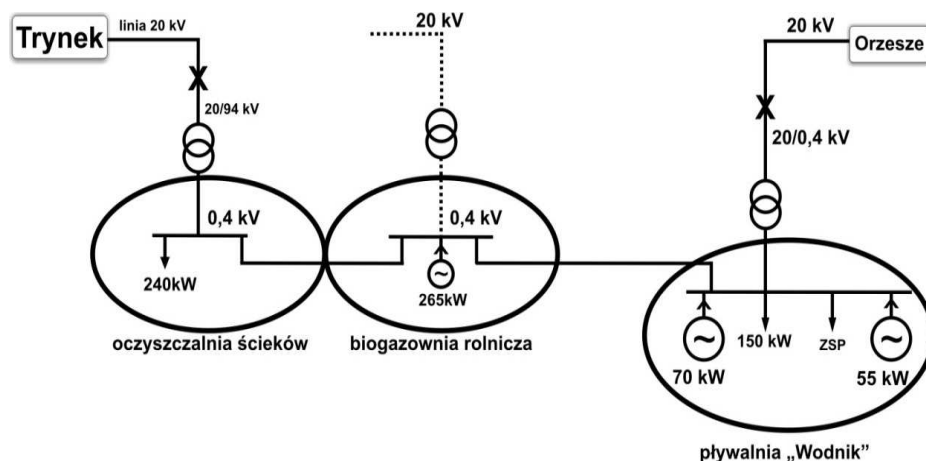 Trynek
linia 20 kV
20/94 kV
0,4 kV
240kW
oczyszczalnia ścieków
20 kV
0,4 kV
~
265kW
biogazownia rolnicza
20 kV
Orzesze
20/0,4 kV
~
70 kW
150 kW
ZSP
~
55 kW
pływalnia „Wodnik”